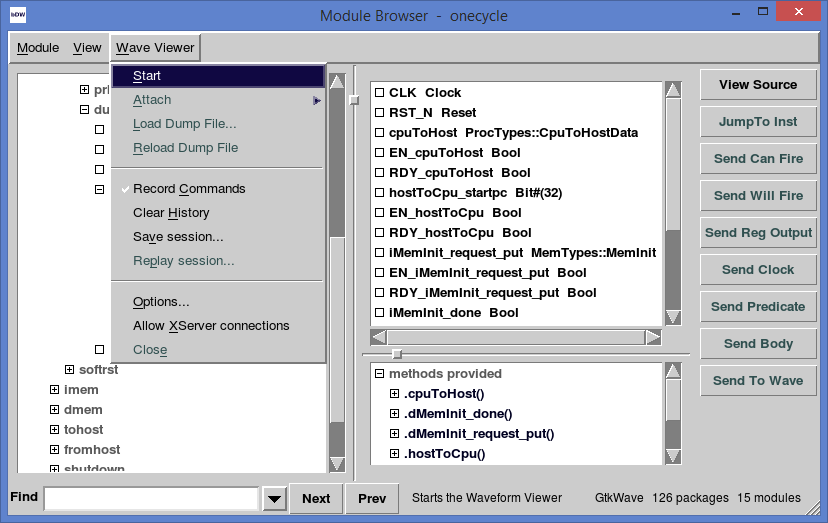 bDW
Module Browser - onecycle
Module View Wave Viewer
Start
Attach
Load Dump File...
Reload Dump File
Record Commands
Clear History
Save session...
Replay session...
Options...
Allow XServer connections
Close
softrst
imem
dmem
tohost
fromhost
shutdown
CLK Clock
RST_N Reset
cpuToHost ProcTypes::CpuToHostData
EN_cpuToHost Bool
RDY_cpuToHost Bool
hostToCpu_startpc Bit#(32)
EN_hostToCpu Bool
RDY_hostToCpu Bool
iMemInit_request_put MemTypes::MemInit
EN_iMemInit_request_put Bool
RDY_iMemInit_request_put Bool
iMemInit_done Bool
methods provided
.cpuToHost()
.dMemInit_done()
.dMemInit_request_put()
.hostToCpu()
View Source
JumpTo Inst
Send Can Fire
Send Will Fire
Send Reg Output
Send Clock
Send Predicate
Send Body
Send To Wave
Find Next Prev Starts the Waveform Viewer GtkWave 126 packages 15 modules